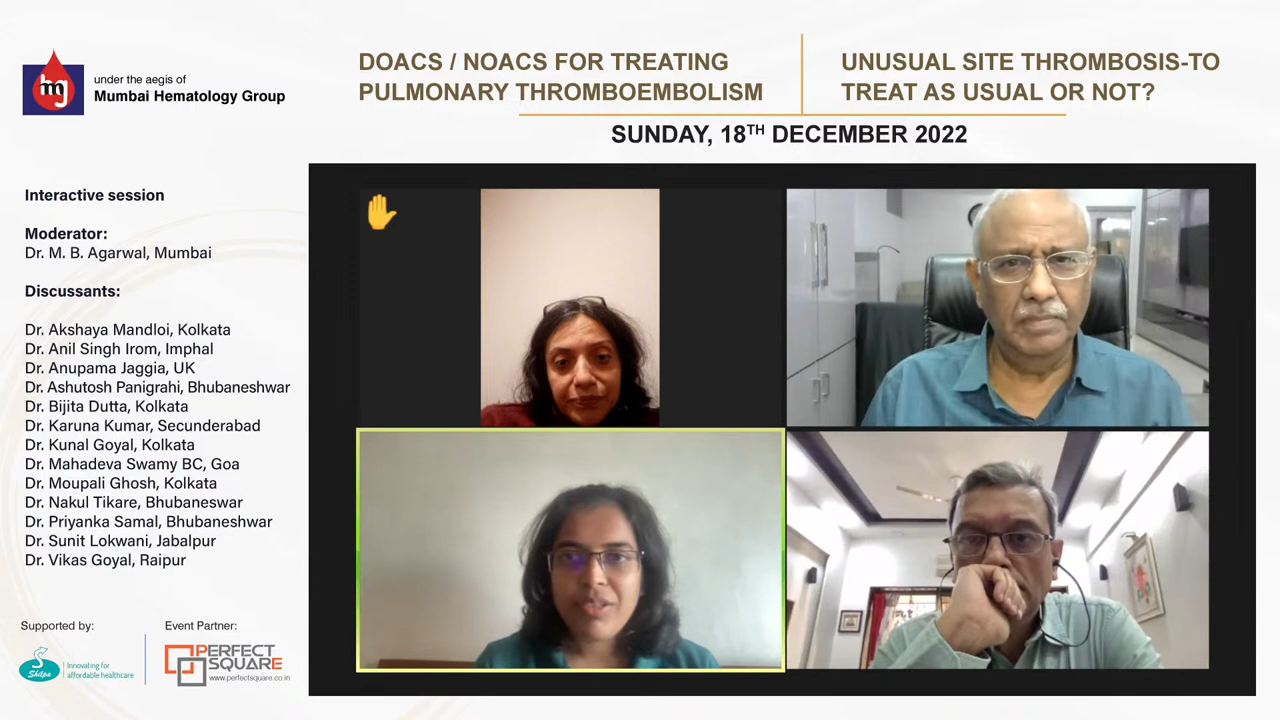 mg
under the aegis of
Mumbai Hematology Group
DOACS / NOACS FOR TREATING
PULMONARY THROMBOEMBOLISM
UNUSUAL SITE THROMBOSIS-TO
TREAT AS USUAL OR NOT?
SUNDAY, 18TH DECEMBER 2022
Interactive session
Moderator:
Dr. M. B. Agarwal, Mumbai
Discussants:
Dr. Akshaya Mandloi, Kolkata
Dr. Anil Singh Irom, Imphal
Dr. Anupama Jaggia, UK
Dr. Ashutosh Panigrahi, Bhubaneshwar
Dr. Bijita Dutta, Kolkata
Dr. Karuna Kumar, Secunderabad
Dr. Kunal Goyal, Kolkata
Dr. Mahadeva Swamy BC, Goa
Dr. Moupali Ghosh, Kolkata
Dr. Nakul Tikare, Bhubaneswar
Dr. Priyanka Samal, Bhubaneshwar
Dr. Sunit Lokwani, Jabalpur
Dr. Vikas Goyal, Raipur
Supported by:
Shilpa
Innovating for
affordable healthcare
Event Partner:
PERFECT
SQUARE
www.perfectsquare.co.in